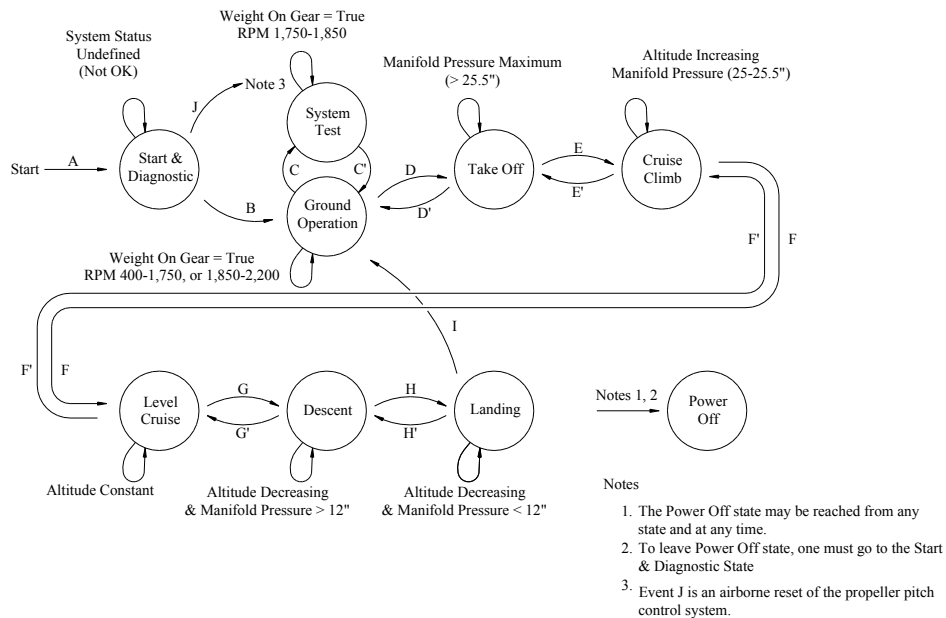 System Status
Undefined
(Not OK)
Weight On Gear = True
RPM 1,750-1,850
Manifold Pressure Maximum
(> 25.5")
Altitude Increasing
Manifold Pressure (25-25.5")
J
Note 3
System
Test
Start
A
Start &
Diagnostic
C
C'
D
Take Off
E
Cruise
Climb
B
Ground
Operation
D'
E'
F'
F
Weight On Gear = True
RPM 400-1,750, or 1,850-2,200
I
F'
F
Level
Cruise
G
G'
Descent
H
H'
Landing
Notes 1, 2
Power
Off
Altitude Constant
Altitude Decreasing
& Manifold Pressure > 12"
Altitude Decreasing
& Manifold Pressure < 12"
Notes
1. The Power Off state may be reached from any
state and at any time.
2. To leave Power Off state, one must go to the Start
& Diagnostic State
3. Event J is an airborne reset of the propeller pitch
control system.